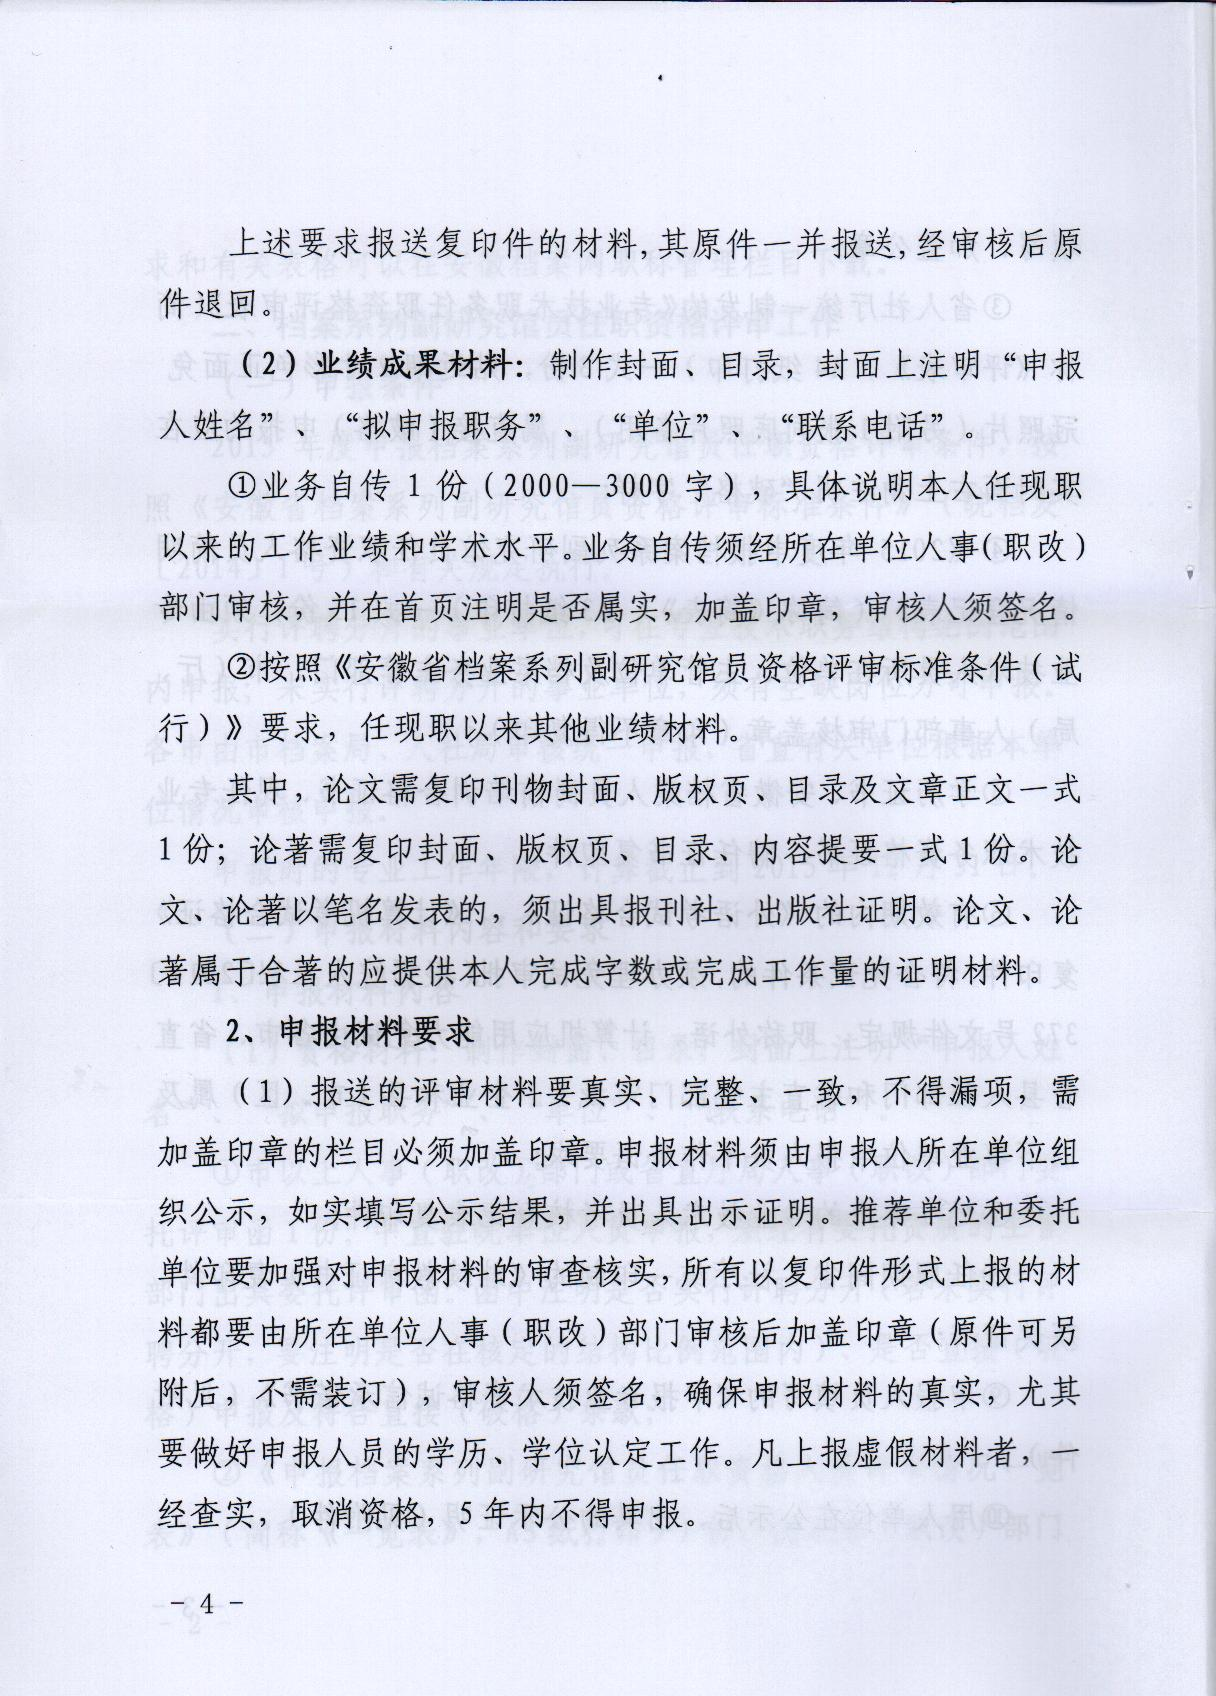 上述要求报送复印件的材料,其原件一并报送,经审核后原
件退回。
（2）业绩成果材料：制作封面、目录，封面上注明“申报
人姓名”、“拟申报职务”、“单位”、“联系电话”。
①业务自传 1 份（2000—3000 字），具体说明本人任现职
以来的工作业绩和学术水平。业务自传须经所在单位人事(职改)
部门审核，并在首页注明是否属实，加盖印章，审核人须签名。
②按照《安徽省档案系列副研究馆员资格评审标准条件（试
行）》要求，任现职以来其他业绩材料。
其中，论文需复印刊物封面、版权页、目录及文章正文一式
1 份；论著需复印封面、版权页、目录、内容提要一式 1 份。论
文、论著以笔名发表的，须出具报刊社、出版社证明。论文、论
著属于合著的应提供本人完成字数或完成工作量的证明材料。
2、申报材料要求
（1）报送的评审材料要真实、完整、一致，不得漏项，需
加盖印章的栏目必须加盖印章。申报材料须由申报人所在单位组
织公示，如实填写公示结果，并出具出示证明。推荐单位和委托
单位要加强对申报材料的审查核实，所有以复印件形式上报的材
料都要由所在单位人事（职改）部门审核后加盖印章（原件可另
附后，不需装订），审核人须签名，确保申报材料的真实，尤其
要做好申报人员的学历、学位认定工作。凡上报虚假材料者，一
经查实，取消资格，5 年内不得申报。
- 4 -